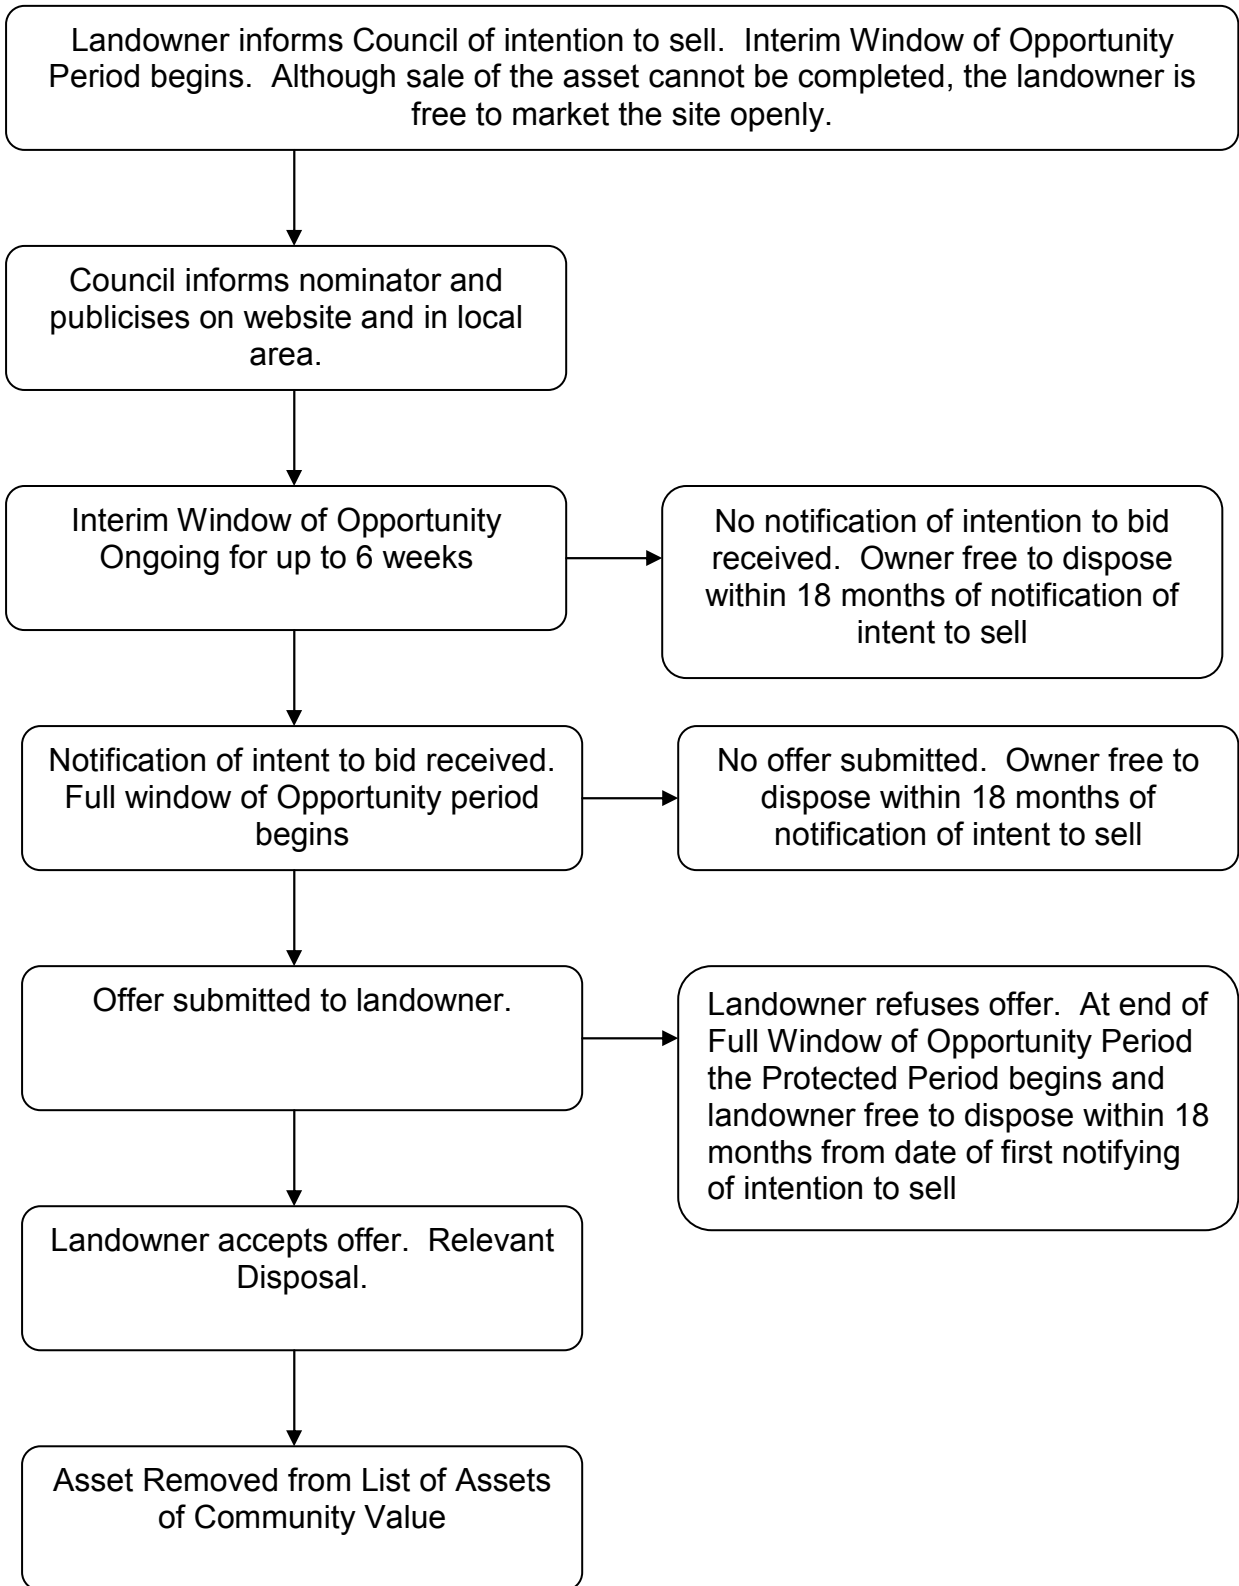 Landowner informs Council of intention to sell.  Interim Window of Opportunity
Period begins.  Although sale of the asset cannot be completed, the landowner is
free to market the site openly.
Council informs nominator and
publicises on website and in local
area.
Interim Window of Opportunity
Ongoing for up to 6 weeks
No notification of intention to bid
received.  Owner free to dispose
within 18 months of notification of
intent to sell
Notification of intent to bid received.
Full window of Opportunity period
begins
No offer submitted.  Owner free to
dispose within 18 months of
notification of intent to sell
Offer submitted to landowner.
Landowner refuses offer.  At end of
Full Window of Opportunity Period
the Protected Period begins and
landowner free to dispose within 18
months from date of first notifying
of intention to sell
Landowner accepts offer.  Relevant
Disposal.
Asset Removed from List of Assets
of Community Value